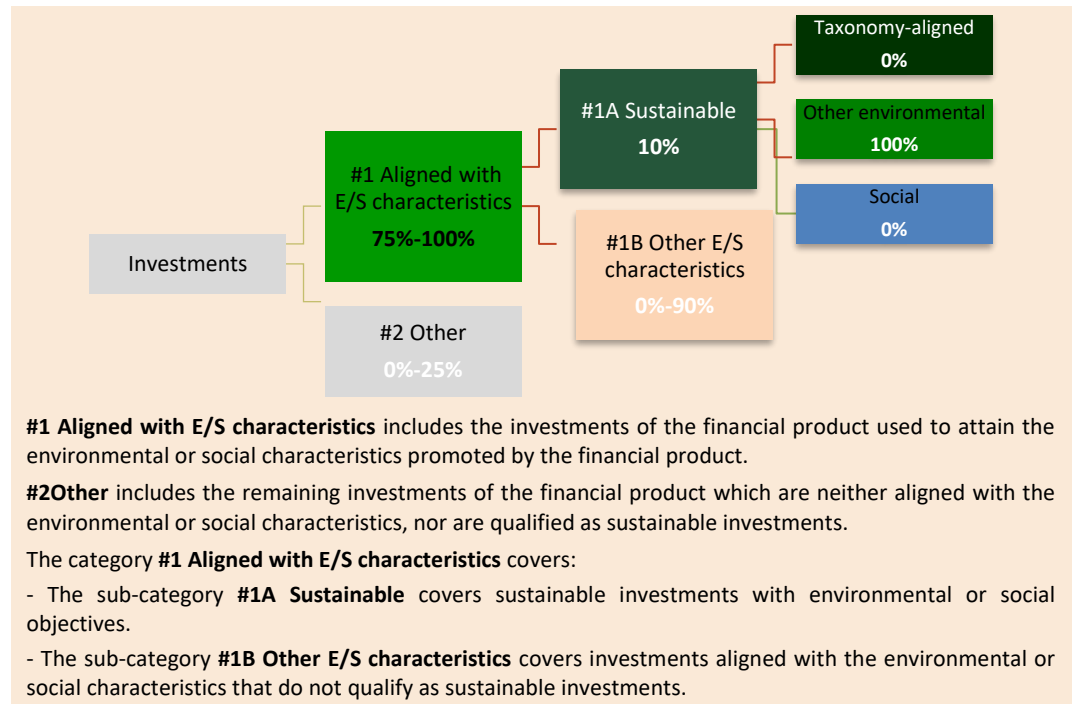 Taxonomy-aligned
0%
#1A Sustainable
10%
Other environmental
100%
#1 Aligned with
E/S characteristics
75%-100%
Social
0%
#1B Other E/S
characteristics
0%-90%
Investments
#2 Other
0%-25%
#1 Aligned with E/S characteristics includes the investments of the financial product used to attain the
environmental or social characteristics promoted by the financial product.
#2Other includes the remaining investments of the financial product which are neither aligned with the
environmental or social characteristics, nor are qualified as sustainable investments.
The category #1 Aligned with E/S characteristics covers:
- The sub-category #1A Sustainable covers sustainable investments with environmental or social
objectives.
- The sub-category #1B Other E/S characteristics covers investments aligned with the environmental or
social characteristics that do not qualify as sustainable investments.